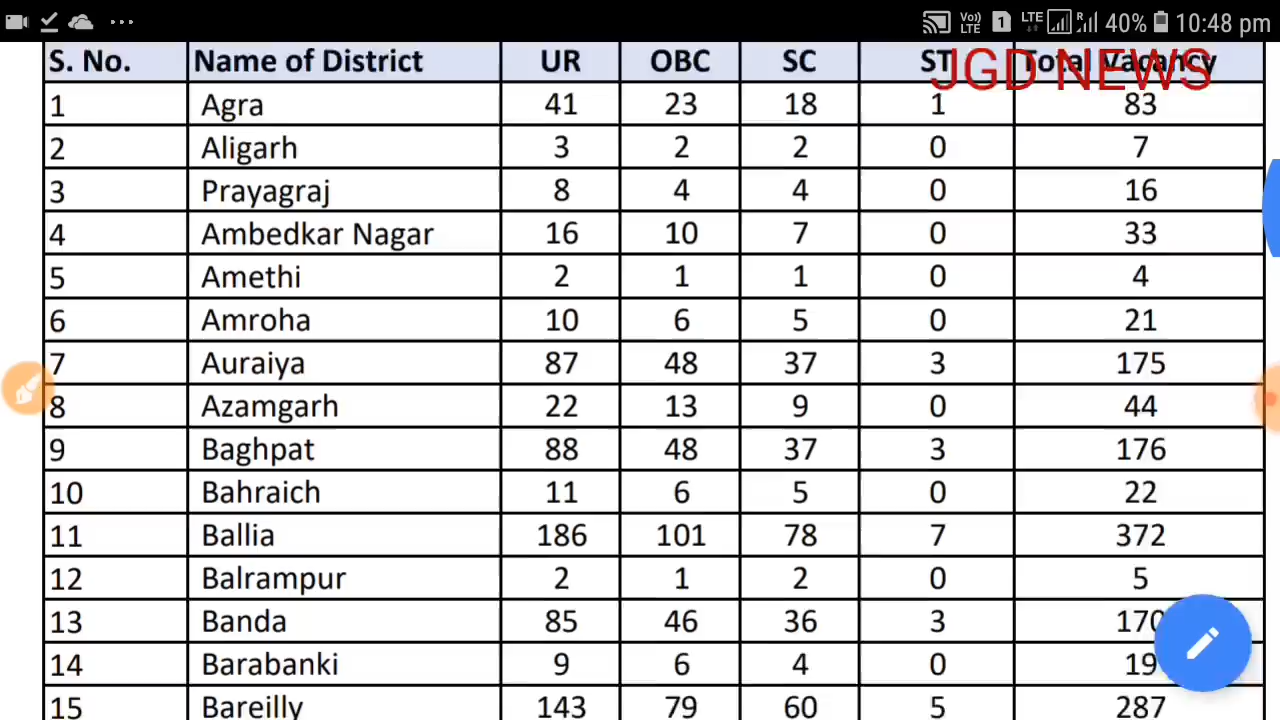 Vo) LTE 1 LTE R 40% 10:48 pm
JGD NEWS
S. No. Name of District UR OBC SC ST Total Vacancy
1 Agra 41 23 18 1 83
2 Aligarh 3 2 2 0 7
3 Prayagraj 8 4 4 0 16
4 Ambedkar Nagar 16 10 7 0 33
5 Amethi 2 1 1 0 4
6 Amroha 10 6 5 0 21
7 Auraiya 87 48 37 3 175
8 Azamgarh 22 13 9 0 44
9 Baghpat 88 48 37 3 176
10 Bahraich 11 6 5 0 22
11 Ballia 186 101 78 7 372
12 Balrampur 2 1 2 0 5
13 Banda 85 46 36 3 170
14 Barabanki 9 6 4 0 19
15 Bareilly 143 79 60 5 287